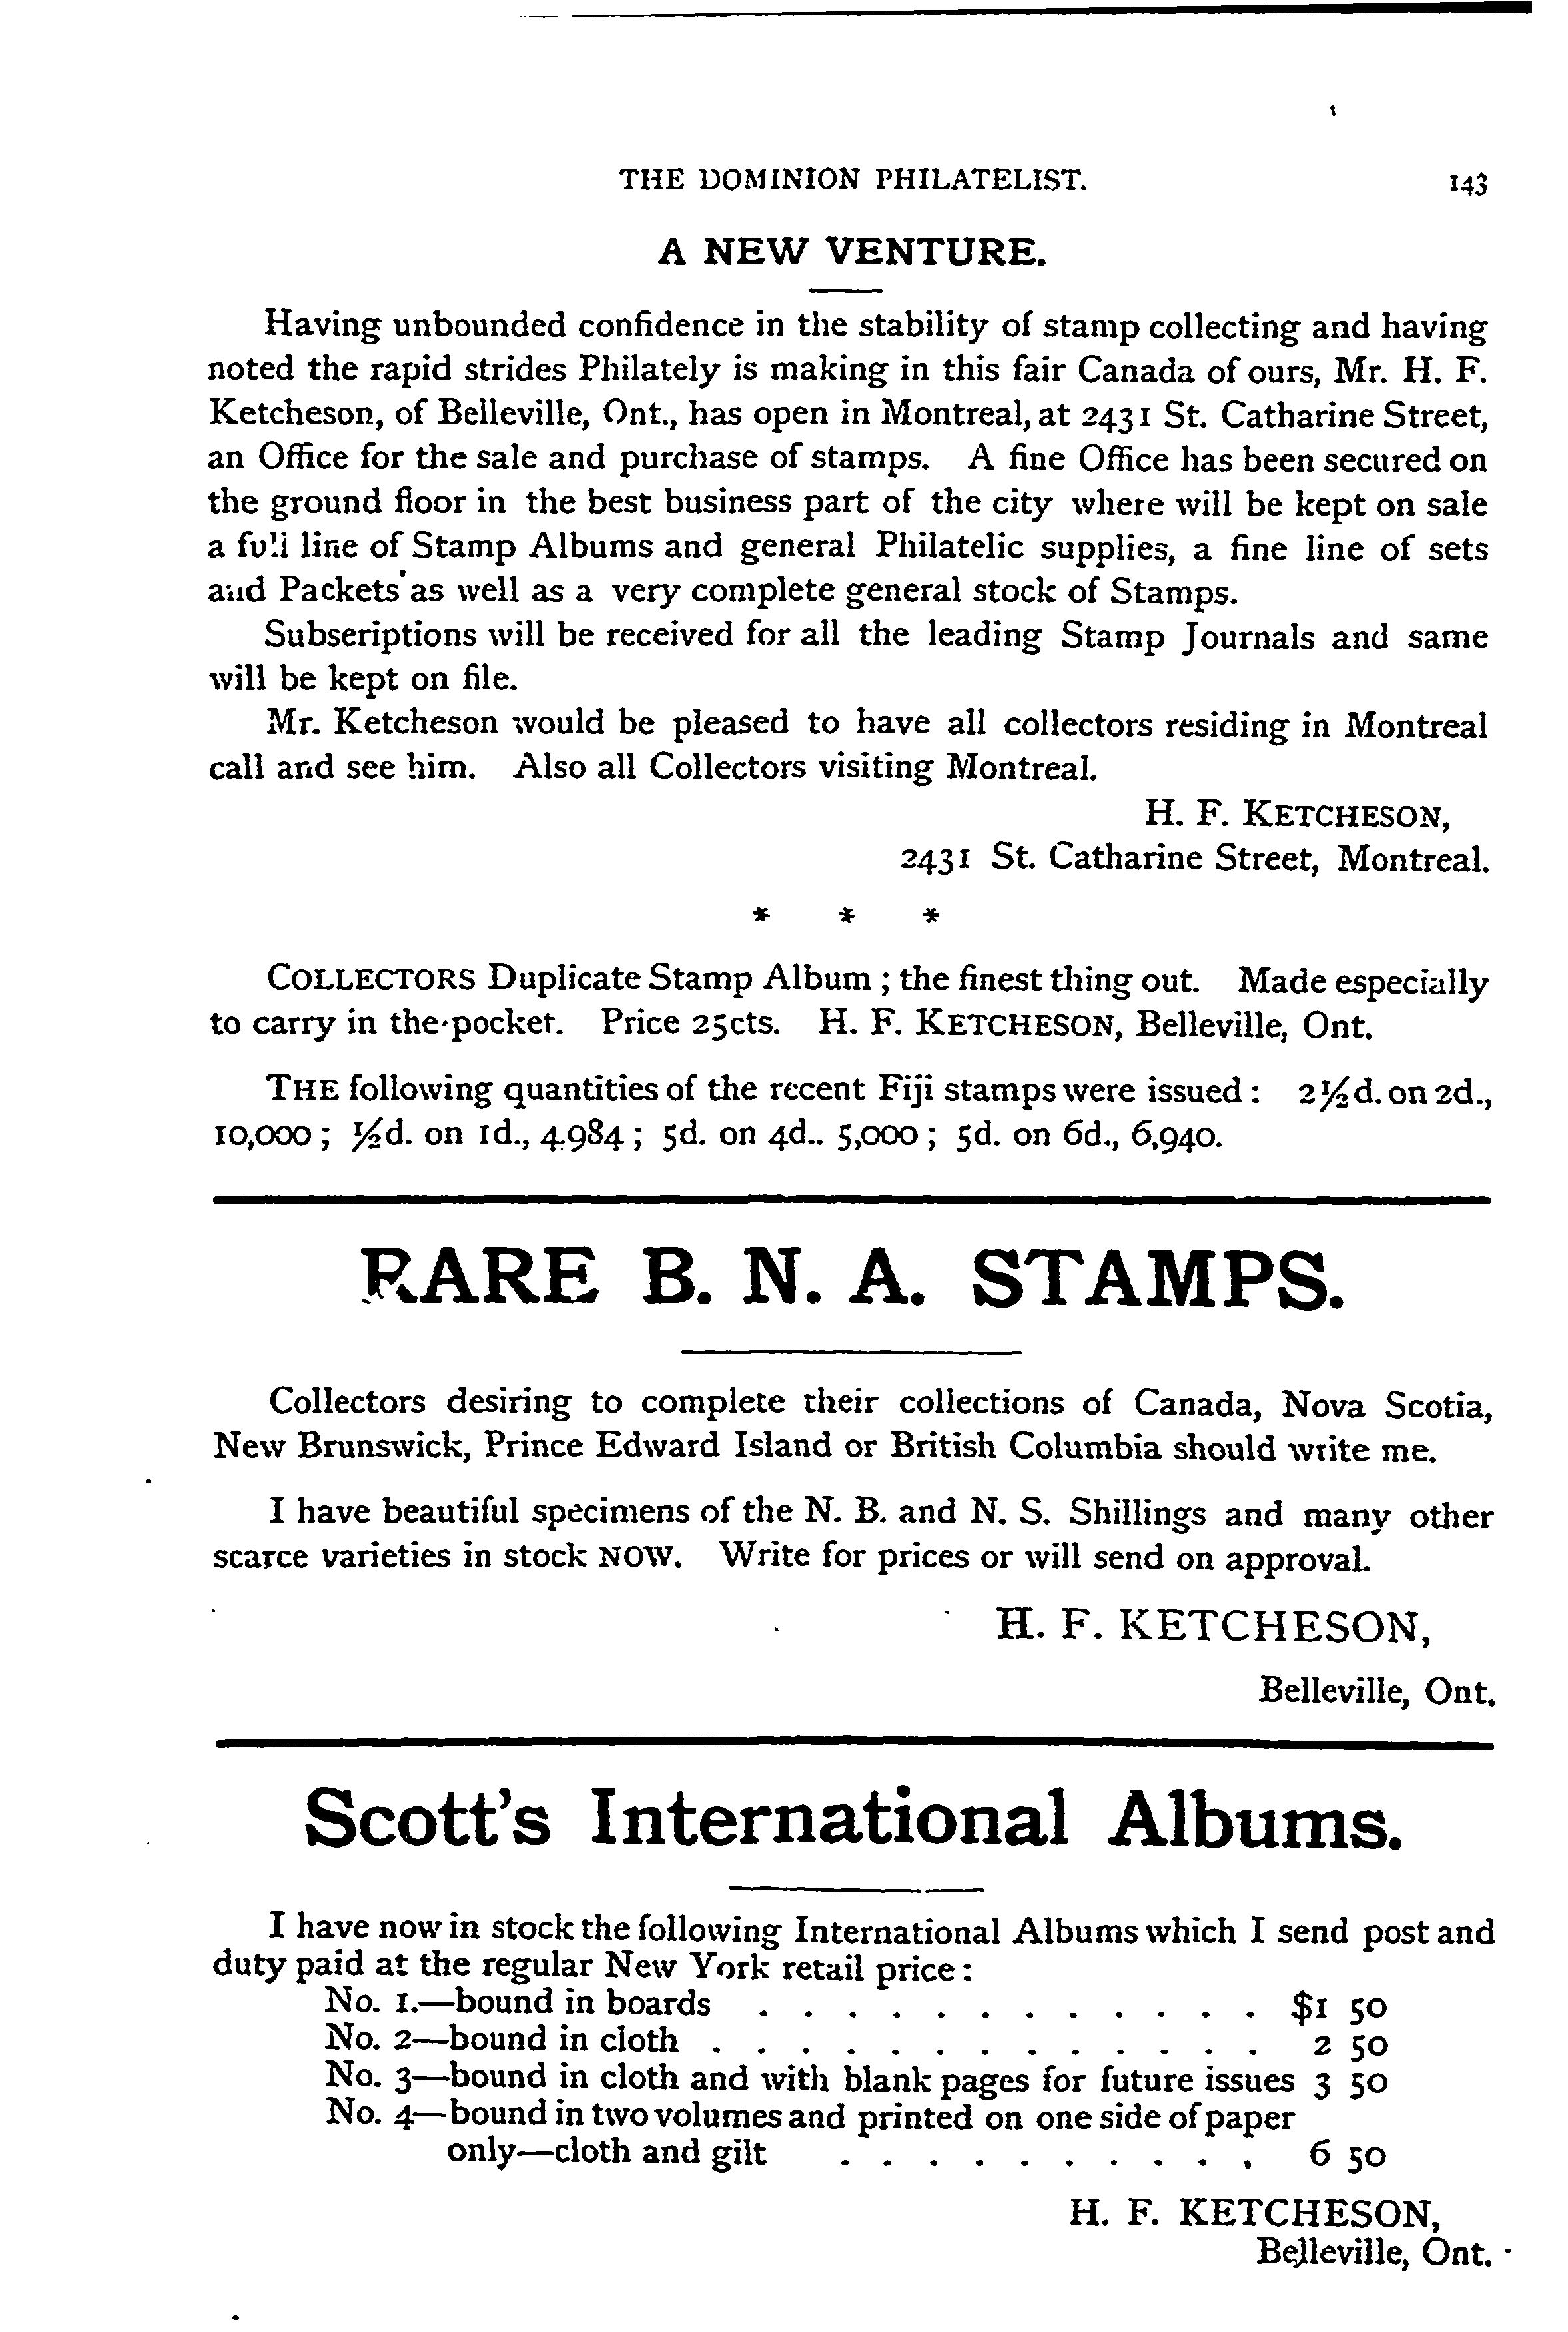 THE DOMINION PHILATELIST. 143
A NEW VENTURE.
Having unbounded confidence in the stability of stamp collecting and having
noted the rapid strides Philately is making in this fair Canada of ours, Mr. H. F.
Ketcheson, of Belleville, Ont., has open in Montreal, at 2431 St. Catharine Street,
an Office for the sale and purchase of stamps. A fine Office has been secured on
the ground floor in the best business part of the city where will be kept on sale
a full line of Stamp Albums and general Philatelic supplies, a fine line of sets
and Packets as well as a very complete general stock of Stamps.
Subseriptions will be received for all the leading Stamp Journals and same
will be kept on file.
Mr. Ketcheson would be pleased to have all collectors residing in Montreal
call and see him. Also all Collectors visiting Montreal.
H. F. KETCHESON,
2431 St. Catharine Street, Montreal.
* * *
COLLECTORS Duplicate Stamp Album ; the finest thing out. Made especially
to carry in the pocket. Price 25cts. H. F. KETCHESON, Belleville, Ont.
THE following quantities of the recent Fiji stamps were issued : 2½d. on 2d.,
10,000 ; ½d. on 1d., 4.984 ; 5d. on 4d.. 5,000 ; 5d. on 6d., 6,940.
RARE B. N. A. STAMPS.
Collectors desiring to complete their collections of Canada, Nova Scotia,
New Brunswick, Prince Edward Island or British Columbia should write me.
I have beautiful specimens of the N. B. and N. S. Shillings and many other
scarce varieties in stock NOW. Write for prices or will send on approval.
H. F. KETCHESON,
Belleville, Ont.
Scott's International Albums.
I have now in stock the following International Albums which I send post and
duty paid at the regular New York retail price :
No. 1.—bound in boards . . . . . . . . . . . . $1 50
No. 2—bound in cloth . . . . . . . . . . . . . 2 50
No. 3—bound in cloth and with blank pages for future issues 3 50
No. 4—bound in two volumes and printed on one side of paper
only—cloth and gilt . . . . . . . . . . 6 50
H. F. KETCHESON,
Belleville, Ont.